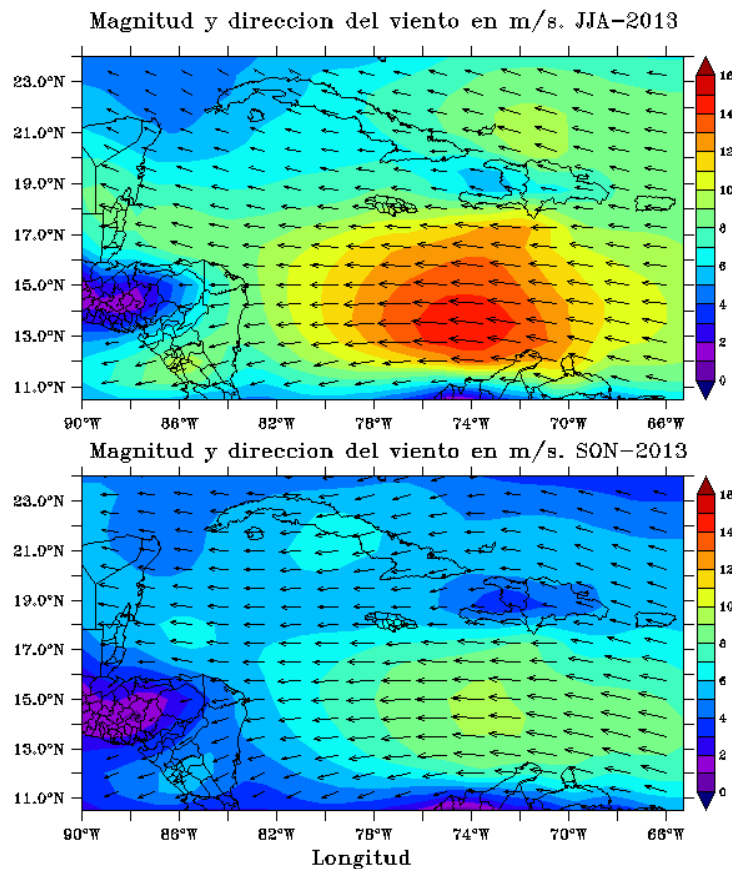 Magnitud y direccion del viento en m/s. JJA-2013
23.0°N
21.0°N
19.0°N
17.0°N
15.0°N
13.0°N
11.0°N
90°W 86°W 82°W 78°W 74°W 70°W 66°W
16
14
12
10
8
6
4
2
0
Magnitud y direccion del viento en m/s. SON-2013
23.0°N
21.0°N
19.0°N
17.0°N
15.0°N
13.0°N
11.0°N
90°W 86°W 82°W 78°W 74°W 70°W 66°W
16
14
12
10
8
6
4
2
0
Longitud